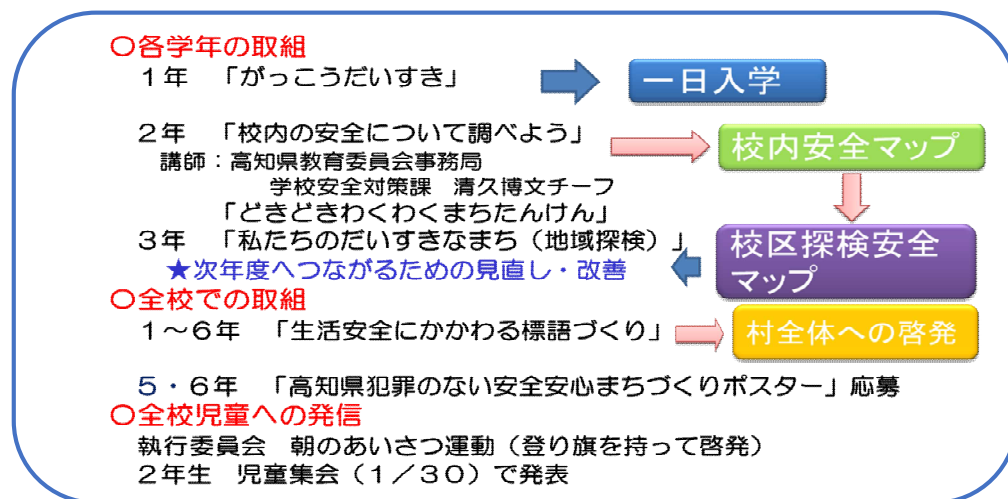 〇各学年の取組
１年　「がっこうだいすき」
一日入学
２年　「校内の安全について調べよう」
校内安全マップ
講師：高知県教育委員会事務局
学校安全対策課　清久博文チーフ
「どきどきわくわくまちたんけん」
３年　「私たちのだいすきなまち（地域探検）」
校区探検安全
マップ
★次年度へつながるための見直し・改善
〇全校での取組
１～６年　「生活安全にかかわる標語づくり」
村全体への啓発
５・６年　「高知県犯罪のない安全安心まちづくりポスター」応募
〇全校児童への発信
執行委員会　朝のあいさつ運動（登り旗を持って啓発）
２年生　児童集会（１／３０）で発表